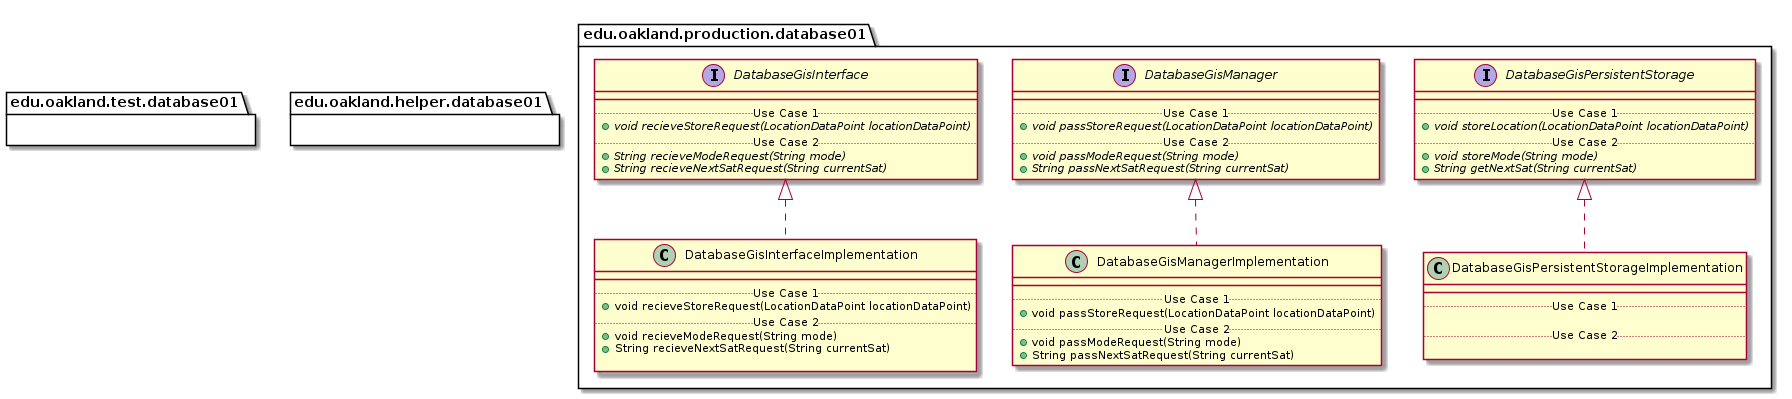 edu.oakland.test.database01
edu.oakland.helper.database01
edu.oakland.production.database01
I DatabaseGisInterface
Use Case 1
void recieveStoreRequest(LocationDataPoint locationDataPoint)
Use Case 2
String recieveModeRequest(String mode)
String recieveNextSatRequest(String currentSat)
I DatabaseGisManager
Use Case 1
void passStoreRequest(LocationDataPoint locationDataPoint)
Use Case 2
void passModeRequest(String mode)
String passNextSatRequest(String currentSat)
I DatabaseGisPersistentStorage
Use Case 1
void storeLocation(LocationDataPoint locationDataPoint)
Use Case 2
void storeMode(String mode)
String getNextSat(String currentSat)
C DatabaseGisInterfaceImplementation
Use Case 1
void recieveStoreRequest(LocationDataPoint locationDataPoint)
Use Case 2
void recieveModeRequest(String mode)
String recieveNextSatRequest(String currentSat)
C DatabaseGisManagerImplementation
Use Case 1
void passStoreRequest(LocationDataPoint locationDataPoint)
Use Case 2
void passModeRequest(String mode)
String passNextSatRequest(String currentSat)
C DatabaseGisPersistentStorageImplementation
Use Case 1
Use Case 2